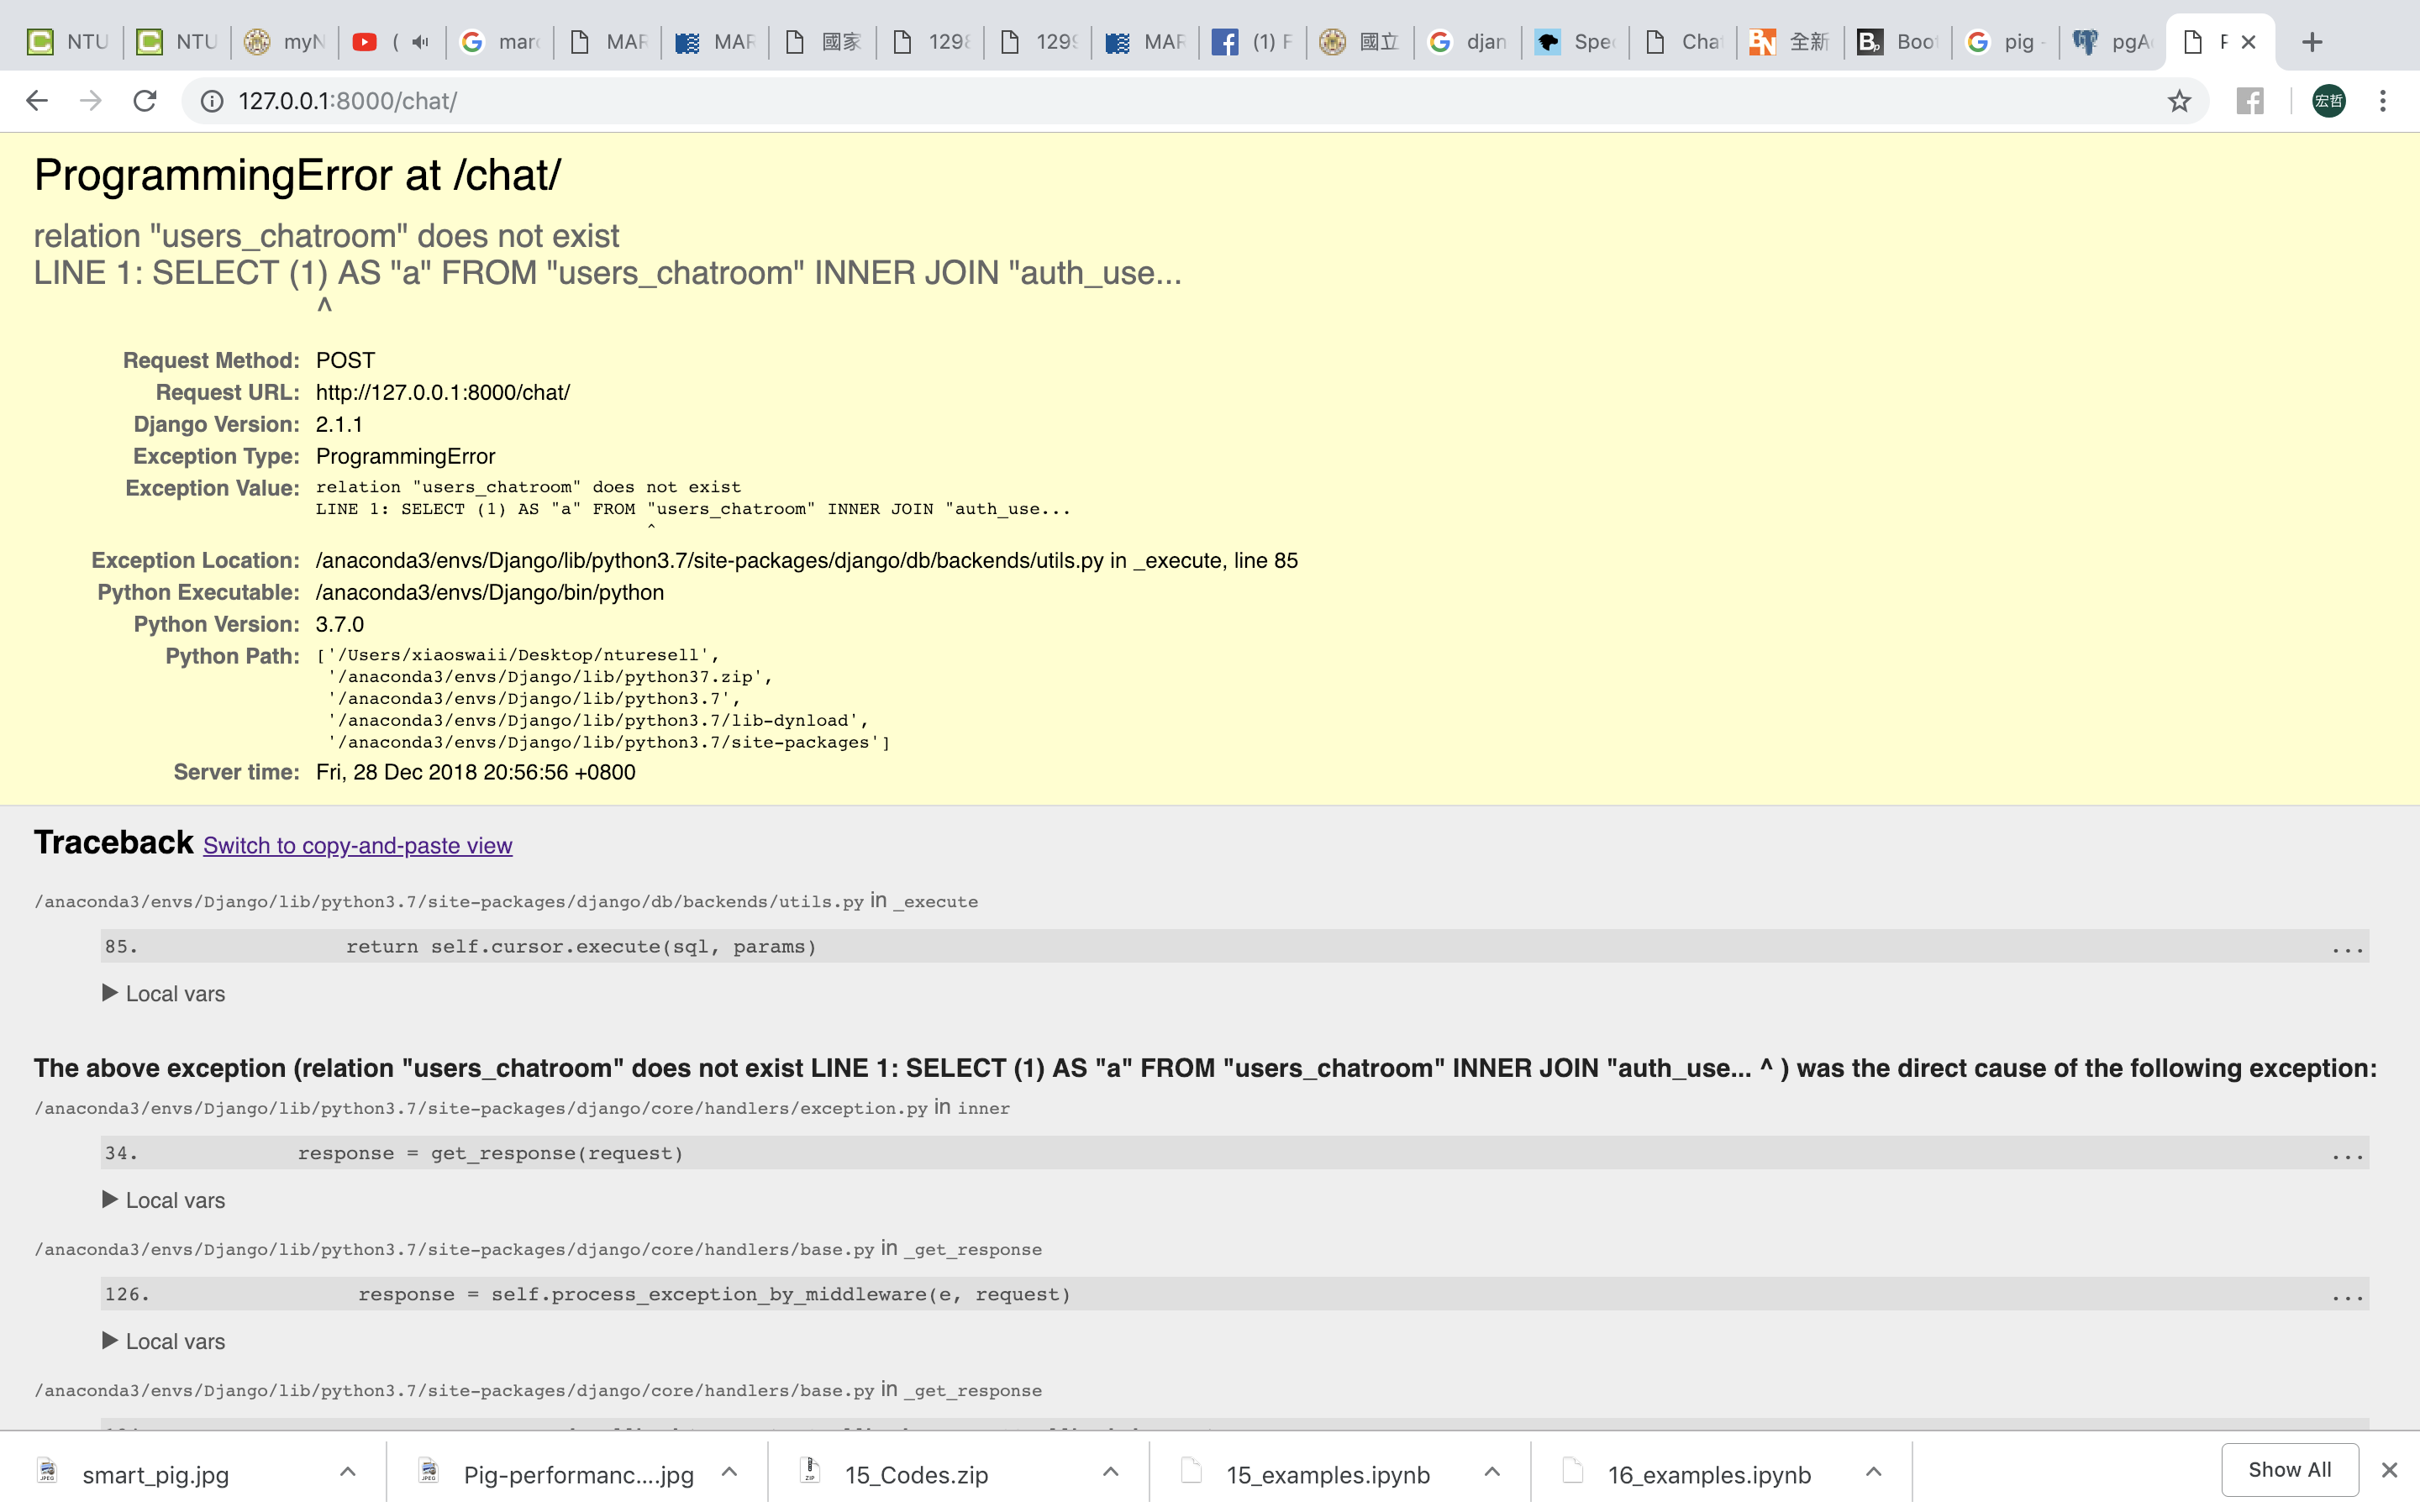 NTU NTU myN ( mar MAR MAR 國家 129 129 MAR (1) F 國立 djan Spe Cha 全新 Boo pig - pgA
127.0.0.1:8000/chat/ 宏哲
ProgrammingError at /chat/
relation "users_chatroom" does not exist
LINE 1: SELECT (1) AS "a" FROM "users_chatroom" INNER JOIN "auth_use...
^
Request Method: POST
Request URL: http://127.0.0.1:8000/chat/
Django Version: 2.1.1
Exception Type: ProgrammingError
Exception Value: relation "users_chatroom" does not exist
LINE 1: SELECT (1) AS "a" FROM "users_chatroom" INNER JOIN "auth_use...
^
Exception Location: /anaconda3/envs/Django/lib/python3.7/site-packages/django/db/backends/utils.py in _execute, line 85
Python Executable: /anaconda3/envs/Django/bin/python
Python Version: 3.7.0
Python Path: ['/Users/xiaoswaii/Desktop/nturesell',
'/anaconda3/envs/Django/lib/python37.zip',
'/anaconda3/envs/Django/lib/python3.7',
'/anaconda3/envs/Django/lib/python3.7/lib-dynload',
'/anaconda3/envs/Django/lib/python3.7/site-packages']
Server time: Fri, 28 Dec 2018 20:56:56 +0800
Traceback Switch to copy-and-paste view
/anaconda3/envs/Django/lib/python3.7/site-packages/django/db/backends/utils.py in _execute
85. return self.cursor.execute(sql, params) ...
▶ Local vars
The above exception (relation "users_chatroom" does not exist LINE 1: SELECT (1) AS "a" FROM "users_chatroom" INNER JOIN "auth_use... ^ ) was the direct cause of the following exception:
/anaconda3/envs/Django/lib/python3.7/site-packages/django/core/handlers/exception.py in inner
34. response = get_response(request) ...
▶ Local vars
/anaconda3/envs/Django/lib/python3.7/site-packages/django/core/handlers/base.py in _get_response
126. response = self.process_exception_by_middleware(e, request) ...
▶ Local vars
/anaconda3/envs/Django/lib/python3.7/site-packages/django/core/handlers/base.py in _get_response
smart_pig.jpg Pig-performanc....jpg 15_Codes.zip 15_examples.ipynb 16_examples.ipynb Show All